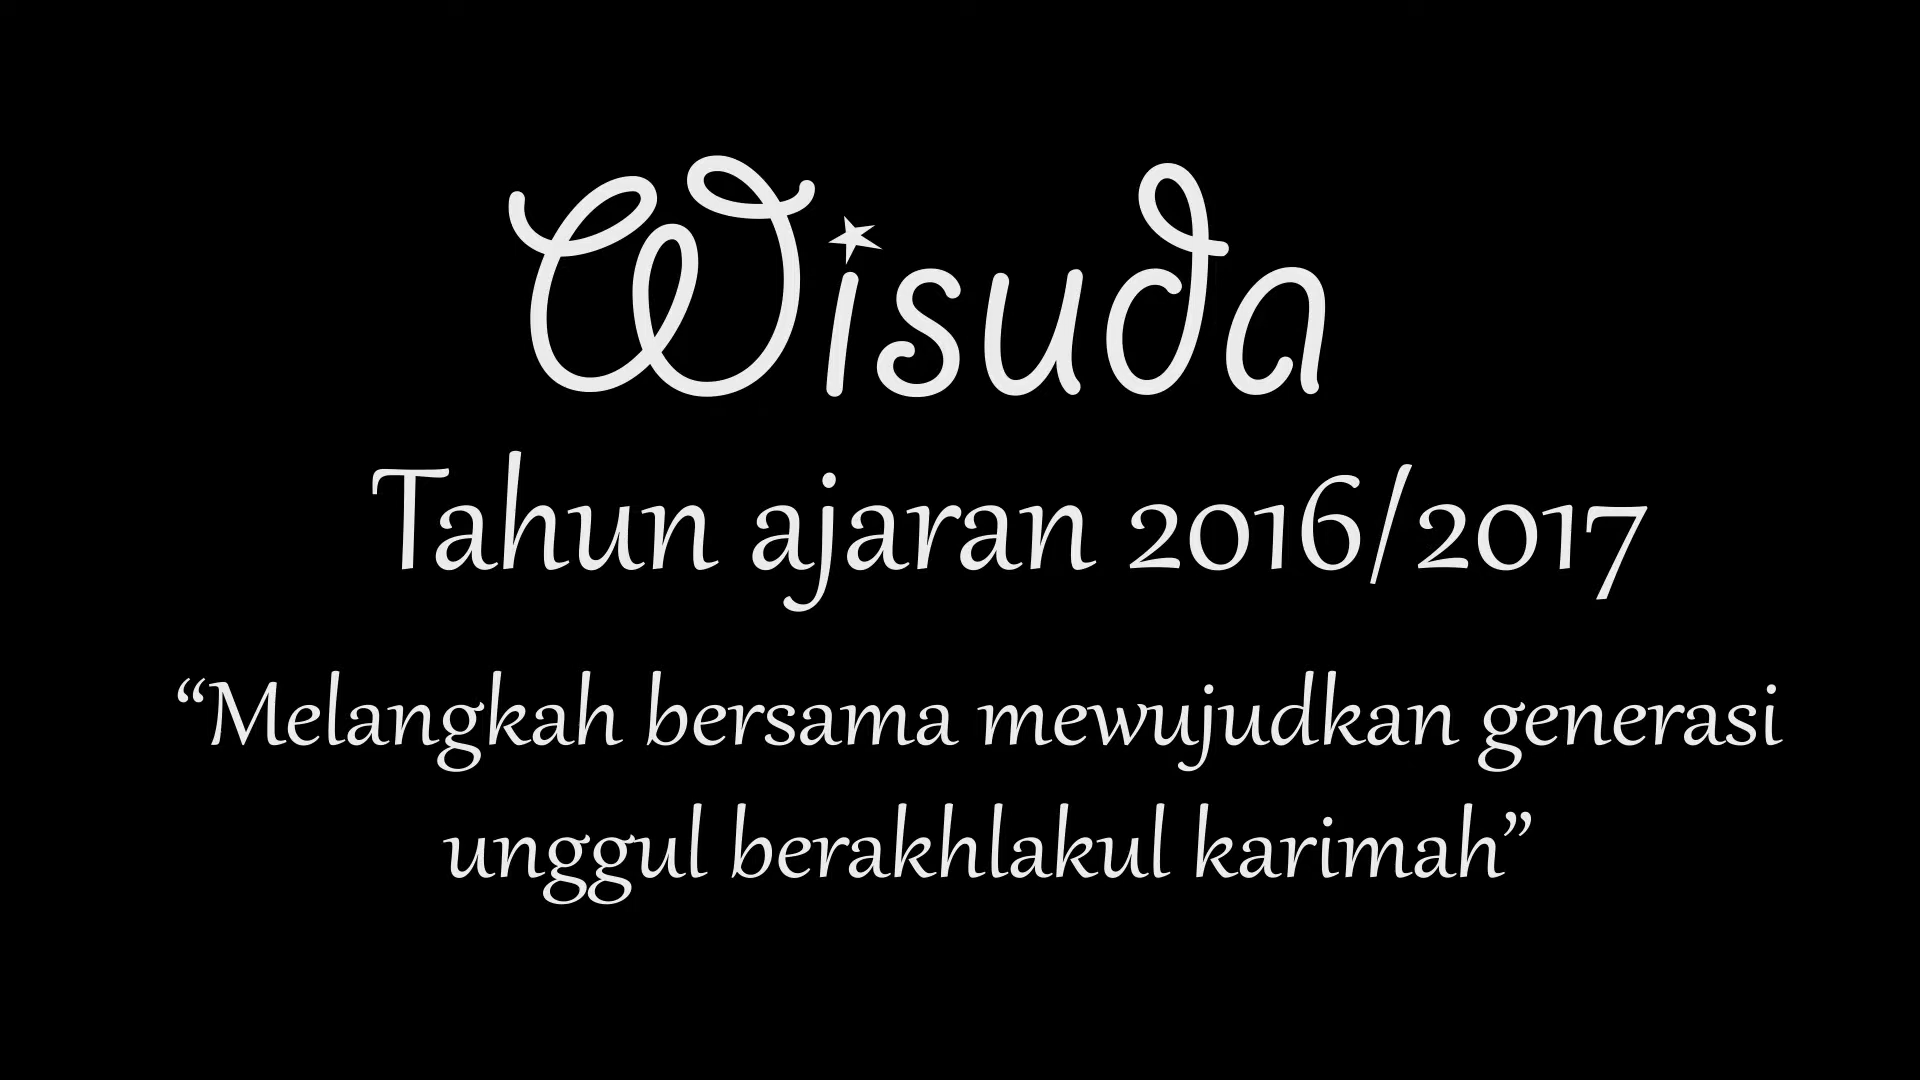 Wisuda
Tahun ajaran 2016/2017
“Melangkah bersama mewujudkan generasi
unggul berakhlakul karimah”